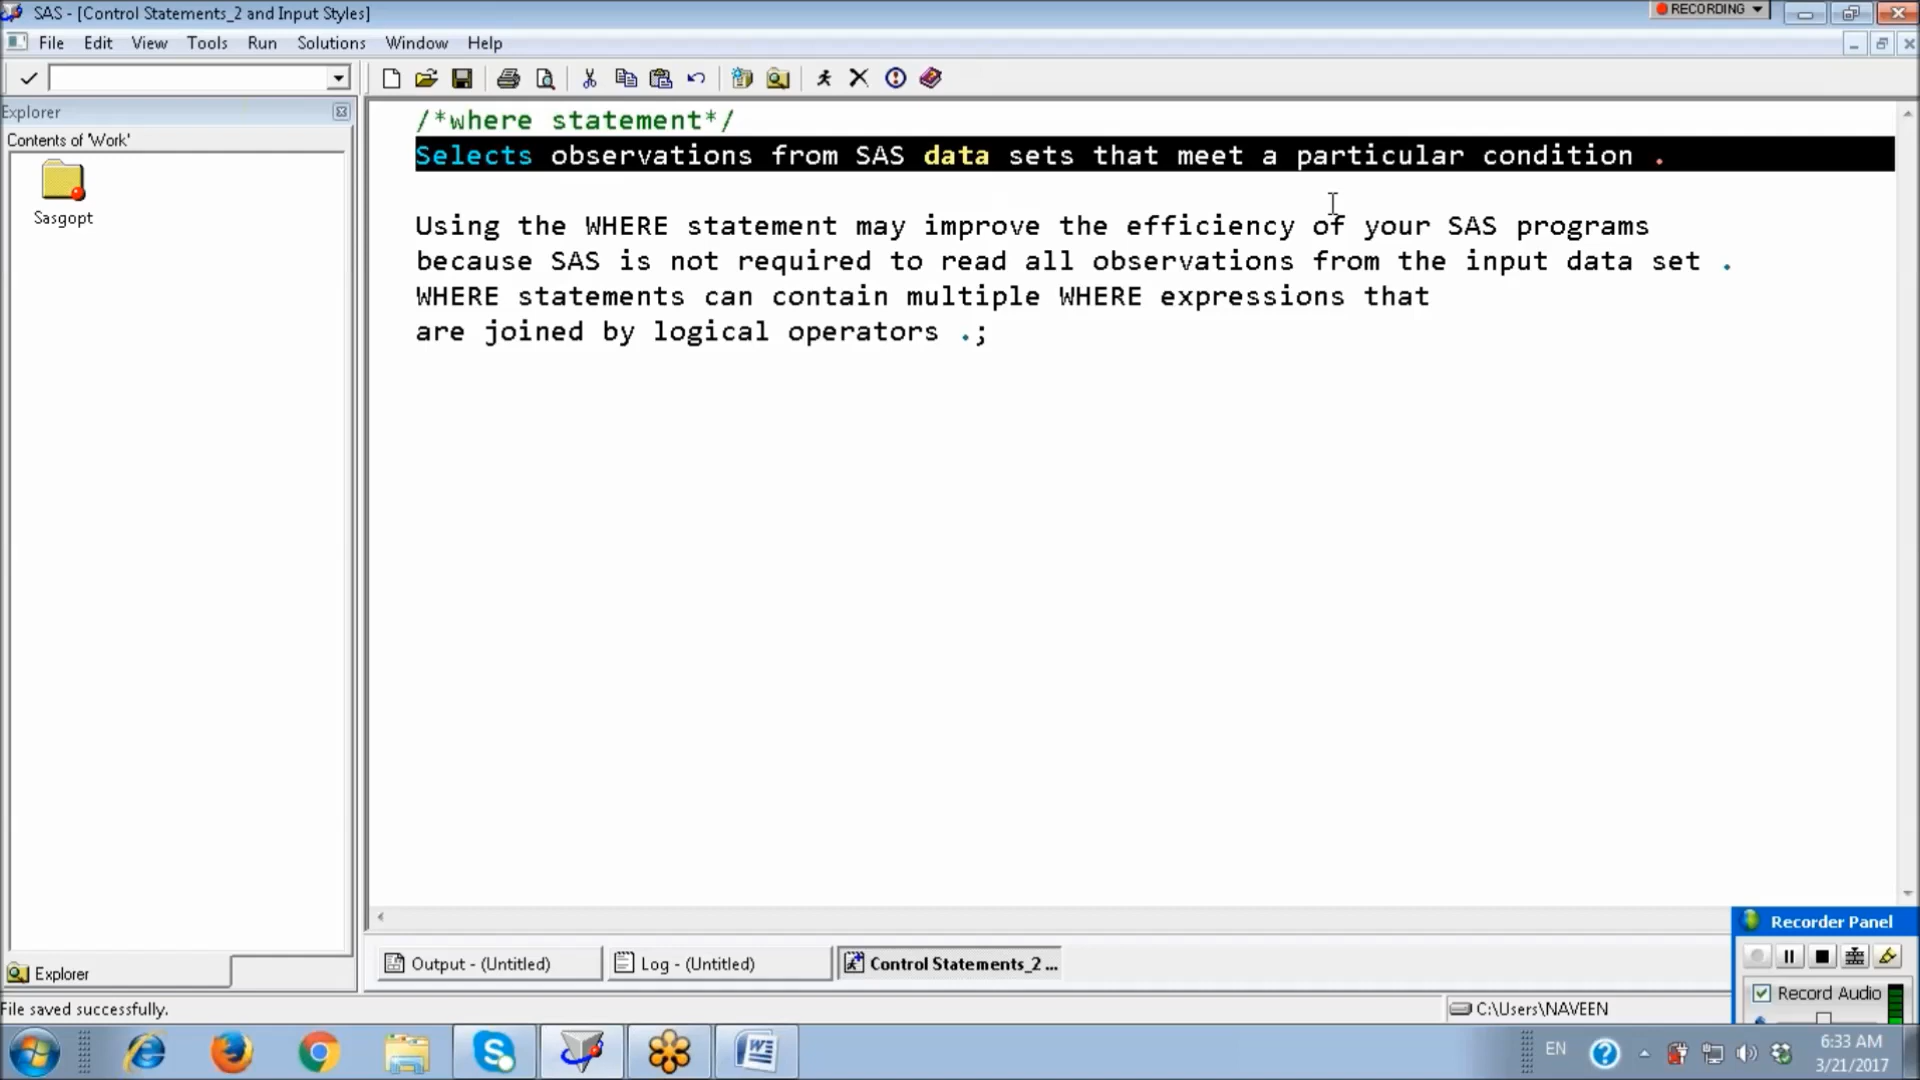 SAS - [Control Statements_2 and Input Styles]
RECORDING
File Edit View Tools Run Solutions Window Help
Explorer
Contents of 'Work'
Sasgopt
/*where statement*/
Selects observations from SAS data sets that meet a particular condition .
Using the WHERE statement may improve the efficiency of your SAS programs
because SAS is not required to read all observations from the input data set .
WHERE statements can contain multiple WHERE expressions that
are joined by logical operators .;
Recorder Panel
Record Audio
Explorer
Output - (Untitled)
Log - (Untitled)
Control Statements_2 ...
File saved successfully.
C:\Users\NAVEEN
EN
6:33 AM
3/21/2017